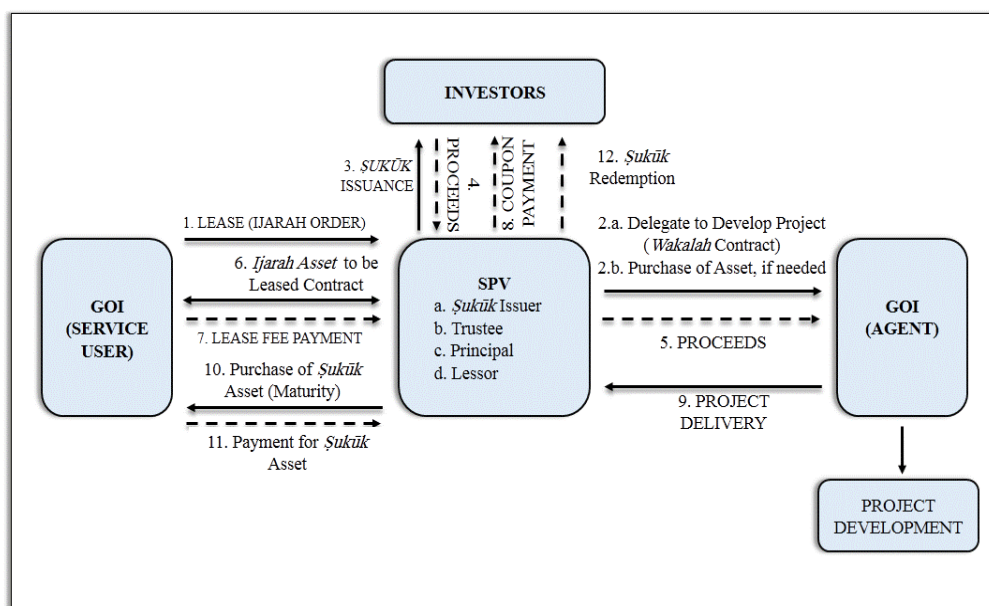 INVESTORS
3. ṢUKŪK
ISSUANCE
4.
PROCEEDS
8. COUPON
PAYMENT
12. Ṣukūk
Redemption
1. LEASE (IJARAH ORDER)
6. Ijarah Asset to be
Leased Contract
7. LEASE FEE PAYMENT
10. Purchase of Ṣukūk
Asset (Maturity)
11. Payment for Ṣukūk
Asset
GOI
(SERVICE
USER)
SPV
a. Ṣukūk Issuer
b. Trustee
c. Principal
d. Lessor
2.a. Delegate to Develop Project
(Wakalah Contract)
2.b. Purchase of Asset, if needed
5. PROCEEDS
9. PROJECT
DELIVERY
GOI
(AGENT)
PROJECT
DEVELOPMENT